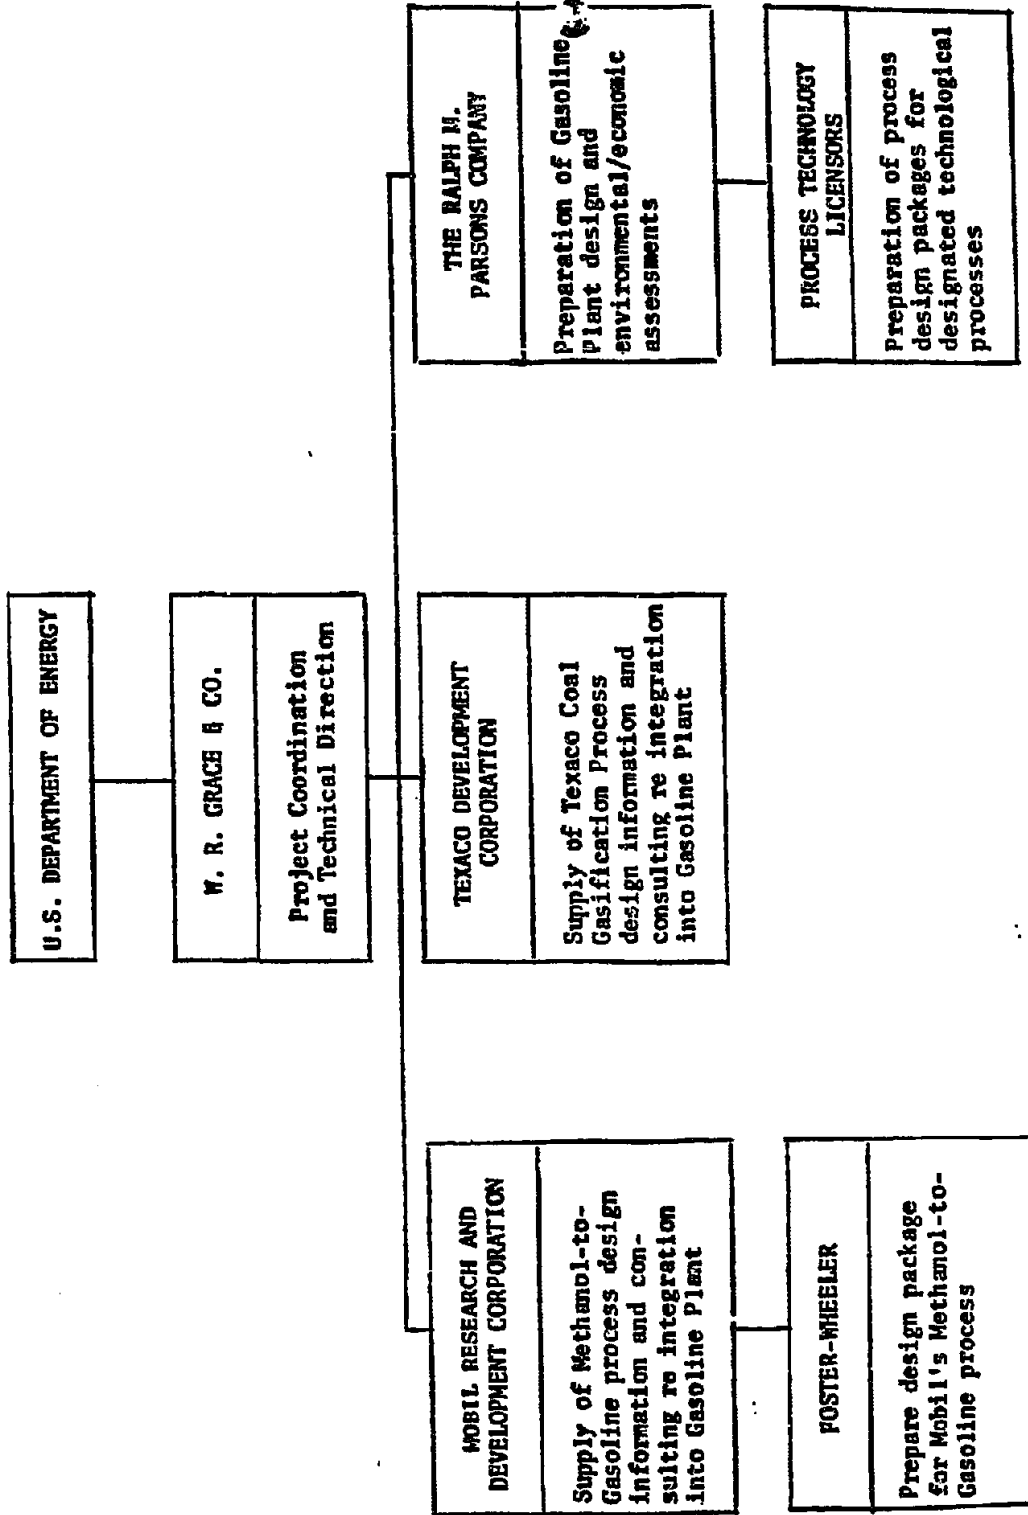 U.S. DEPARTMENT OF ENERGY
W. R. GRACE & CO.
Project Coordination
and Technical Direction
MOBIL RESEARCH AND
DEVELOPMENT CORPORATION
Supply of Methanol-to-
Gasoline process design
information and con-
sulting re integration
into Gasoline Plant
FOSTER-WHEELER
Prepare design package
for Mobil's Methanol-to-
Gasoline process
TEXACO DEVELOPMENT
CORPORATION
Supply of Texaco Coal
Gasification Process
design information and
consulting re integration
into Gasoline Plant
THE RALPH M.
PARSONS COMPANY
Preparation of Gasoline
Plant design and
environmental/economic
assessments
PROCESS TECHNOLOGY
LICENSORS
Preparation of process
design packages for
designated technological
processes